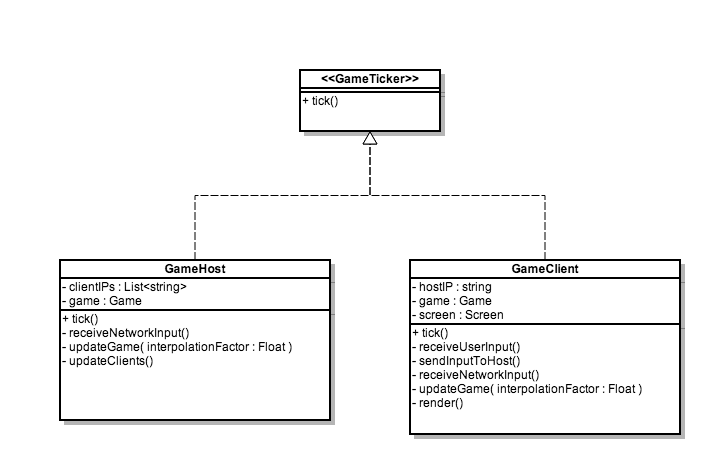 <<GameTicker>>
+ tick()
GameHost
- clientIPs : List<string>
- game : Game
+ tick()
- receiveNetworkInput()
- updateGame( interpolationFactor : Float )
- updateClients()
GameClient
- hostIP : string
- game : Game
- screen : Screen
+ tick()
- receiveUserInput()
- sendInputToHost()
- receiveNetworkInput()
- updateGame( interpolationFactor : Float )
- render()